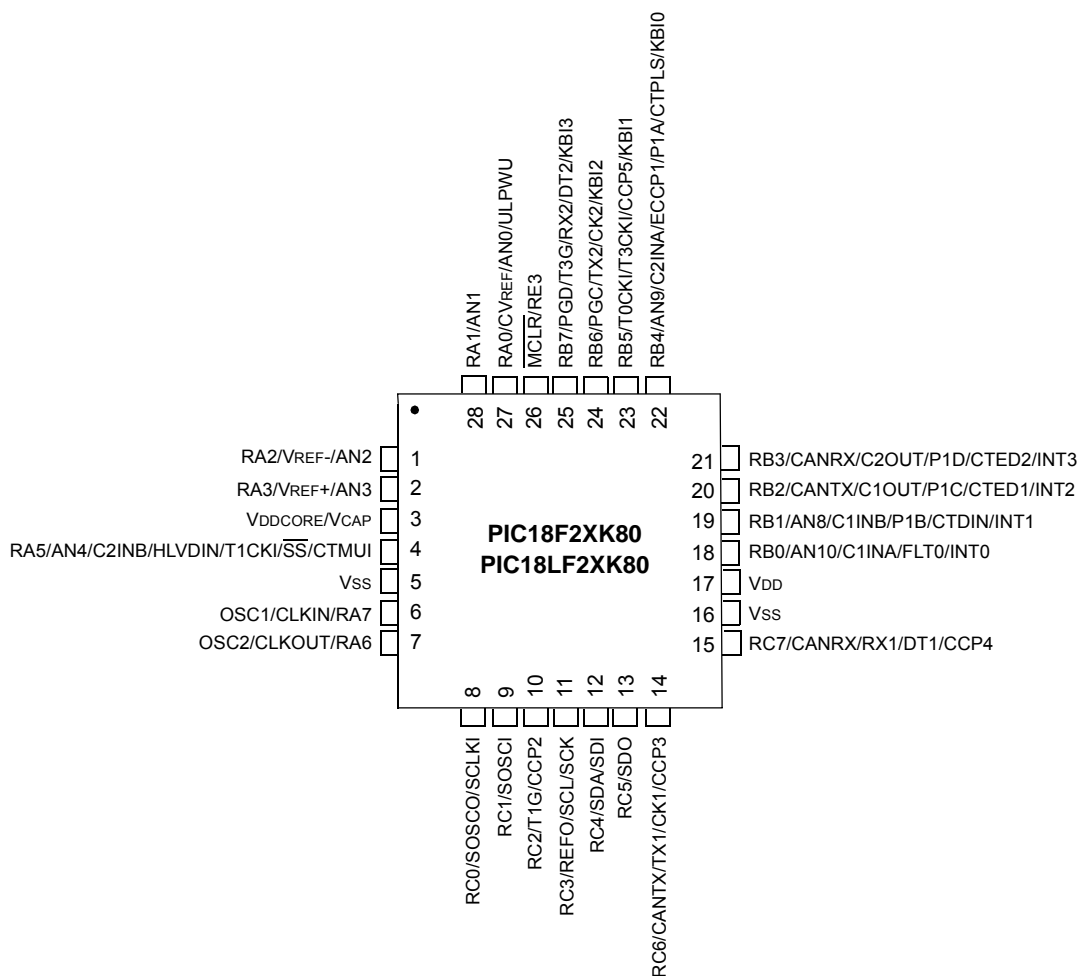 RA1/AN1
RA0/CVREF/AN0/ULPWU
MCLR/RE3
RB7/PGD/T3G/RX2/DT2/KBI3
RB6/PGC/TX2/CK2/KBI2
RB5/T0CKI/T3CKI/CCP5/KBI1
RB4/AN9/C2INA/ECCP1/P1A/CTPLS/KBI0
28
27
26
25
24
23
22
RA2/VREF-/AN2 1
RA3/VREF+/AN3 2
VDDCORE/VCAP 3
RA5/AN4/C2INB/HLVDIN/T1CKI/SS/CTMUI 4
VSS 5
OSC1/CLKIN/RA7 6
OSC2/CLKOUT/RA6 7
PIC18F2XK80
PIC18LF2XK80
21 RB3/CANRX/C2OUT/P1D/CTED2/INT3
20 RB2/CANTX/C1OUT/P1C/CTED1/INT2
19 RB1/AN8/C1INB/P1B/CTDIN/INT1
18 RB0/AN10/C1INA/FLT0/INT0
17 VDD
16 VSS
15 RC7/CANRX/RX1/DT1/CCP4
8
9
10
11
12
13
14
RC0/SOSCO/SCLKI
RC1/SOSCI
RC2/T1G/CCP2
RC3/REFO/SCL/SCK
RC4/SDA/SDI
RC5/SDO
RC6/CANTX/TX1/CK1/CCP3